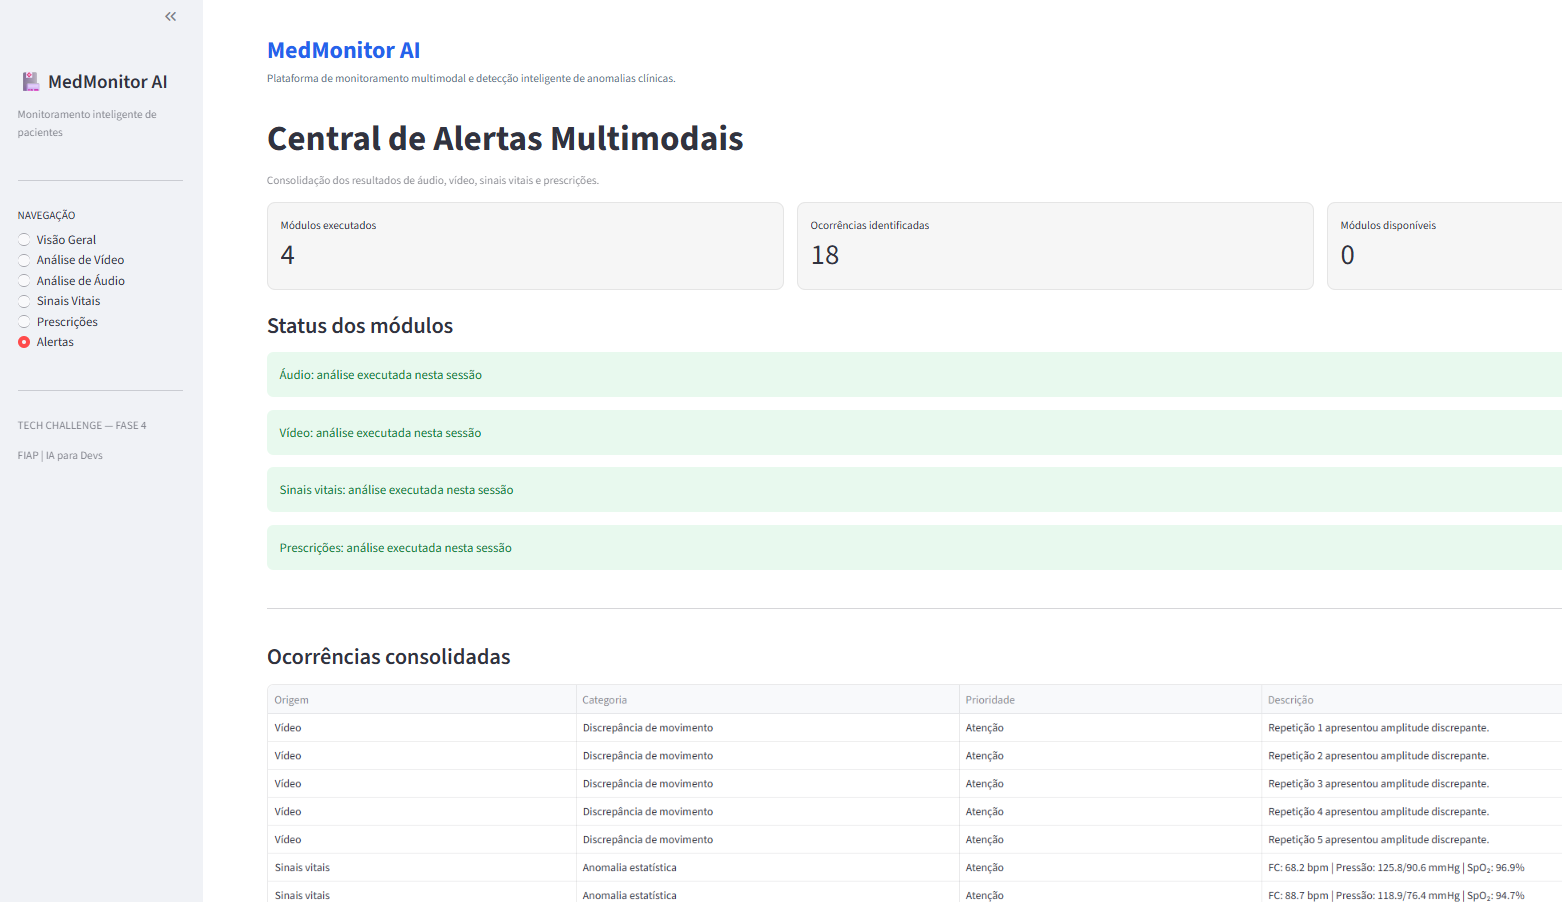 MedMonitor AI
Monitoramento inteligente de
pacientes
NAVEGAÇÃO
Visão Geral
Análise de Vídeo
Análise de Áudio
Sinais Vitais
Prescrições
Alertas
TECH CHALLENGE — FASE 4
FIAP | IA para Devs
MedMonitor AI
Plataforma de monitoramento multimodal e detecção inteligente de anomalias clínicas.
Central de Alertas Multimodais
Consolidação dos resultados de áudio, vídeo, sinais vitais e prescrições.
Módulos executados
4
Ocorrências identificadas
18
Módulos disponíveis
0
Status dos módulos
Áudio: análise executada nesta sessão
Vídeo: análise executada nesta sessão
Sinais vitais: análise executada nesta sessão
Prescrições: análise executada nesta sessão
Ocorrências consolidadas
Origem Categoria Prioridade Descrição
Vídeo Discrepância de movimento Atenção Repetição 1 apresentou amplitude discrepante.
Vídeo Discrepância de movimento Atenção Repetição 2 apresentou amplitude discrepante.
Vídeo Discrepância de movimento Atenção Repetição 3 apresentou amplitude discrepante.
Vídeo Discrepância de movimento Atenção Repetição 4 apresentou amplitude discrepante.
Vídeo Discrepância de movimento Atenção Repetição 5 apresentou amplitude discrepante.
Sinais vitais Anomalia estatística Atenção FC: 68.2 bpm | Pressão: 125.8/90.6 mmHg | SpO₂: 96.9%
Sinais vitais Anomalia estatística Atenção FC: 88.7 bpm | Pressão: 118.9/76.4 mmHg | SpO₂: 94.7%